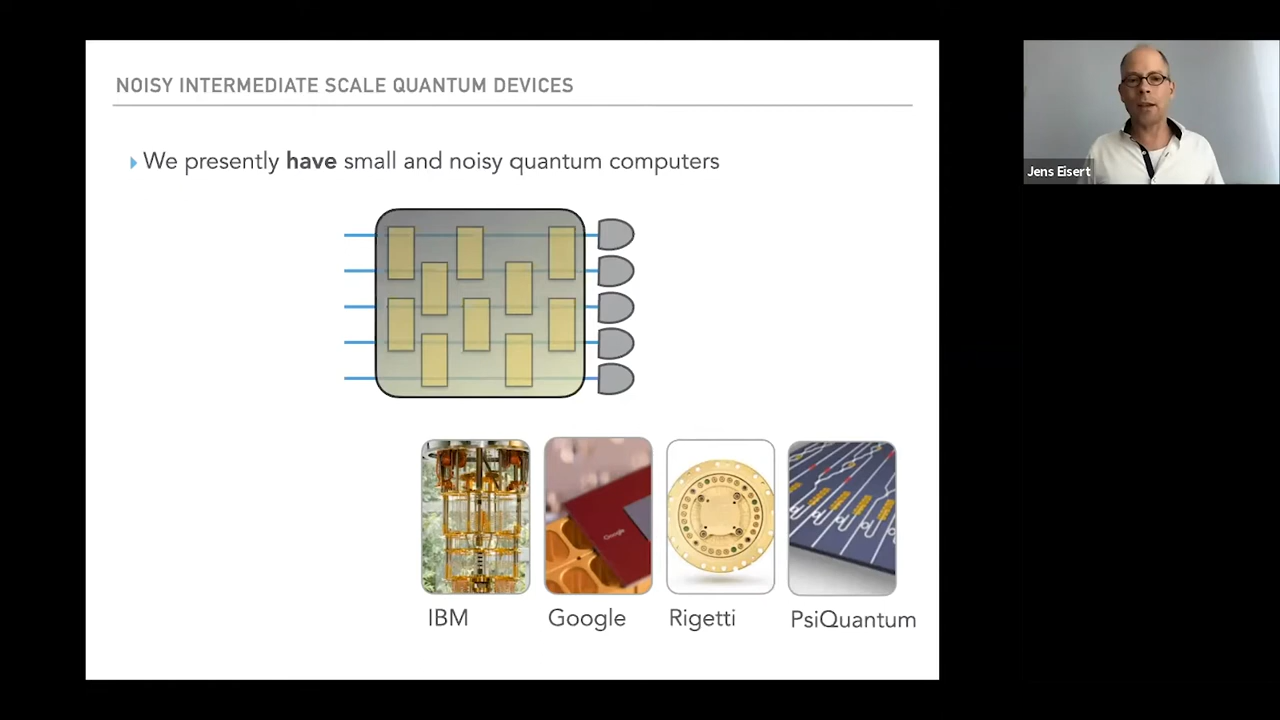 NOISY INTERMEDIATE SCALE QUANTUM DEVICES
We presently have small and noisy quantum computers
Google
IBM
Google
Rigetti
PsiQuantum
Jens Eisert